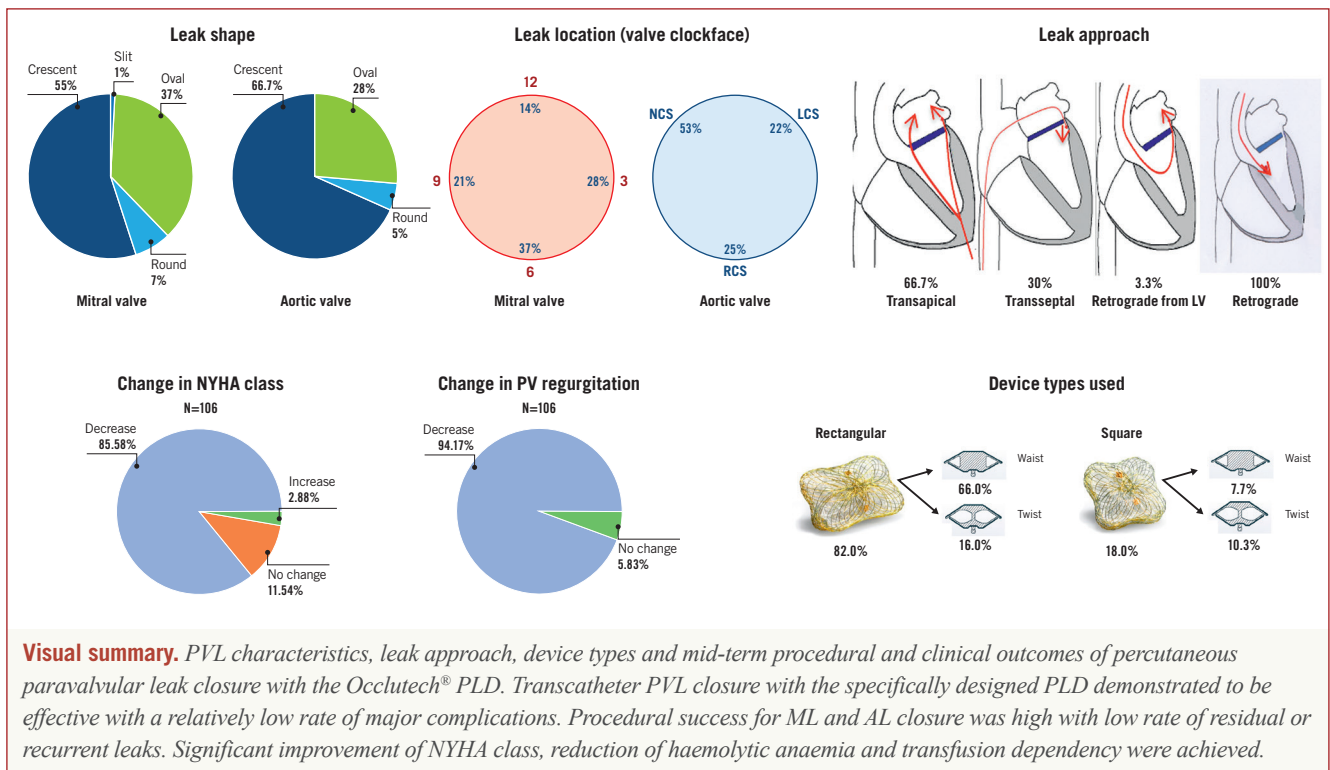 Leak shape
Slit
1%
Crescent
55%
Oval
37%
Round
7%
Mitral valve
Crescent
66.7%
Oval
28%
Round
5%
Aortic valve
Leak location (valve clockface)
12
14%
9
21%
28%
3
37%
6
Mitral valve
NCS
53%
LCS
22%
25%
RCS
Aortic valve
Leak approach
66.7%
Transapical
30%
Transseptal
3.3%
Retrograde from LV
100%
Retrograde
Change in NYHA class
N=106
Decrease
85.58%
Increase
2.88%
No change
11.54%
Change in PV regurgitation
N=106
Decrease
94.17%
No change
5.83%
Device types used
Rectangular
82.0%
Waist
66.0%
Twist
16.0%
Square
18.0%
Waist
7.7%
Twist
10.3%
Visual summary. PVL characteristics, leak approach, device types and mid-term procedural and clinical outcomes of percutaneous
paravalvular leak closure with the Occlutech® PLD. Transcatheter PVL closure with the specifically designed PLD demonstrated to be
effective with a relatively low rate of major complications. Procedural success for ML and AL closure was high with low rate of residual or
recurrent leaks. Significant improvement of NYHA class, reduction of haemolytic anaemia and transfusion dependency were achieved.